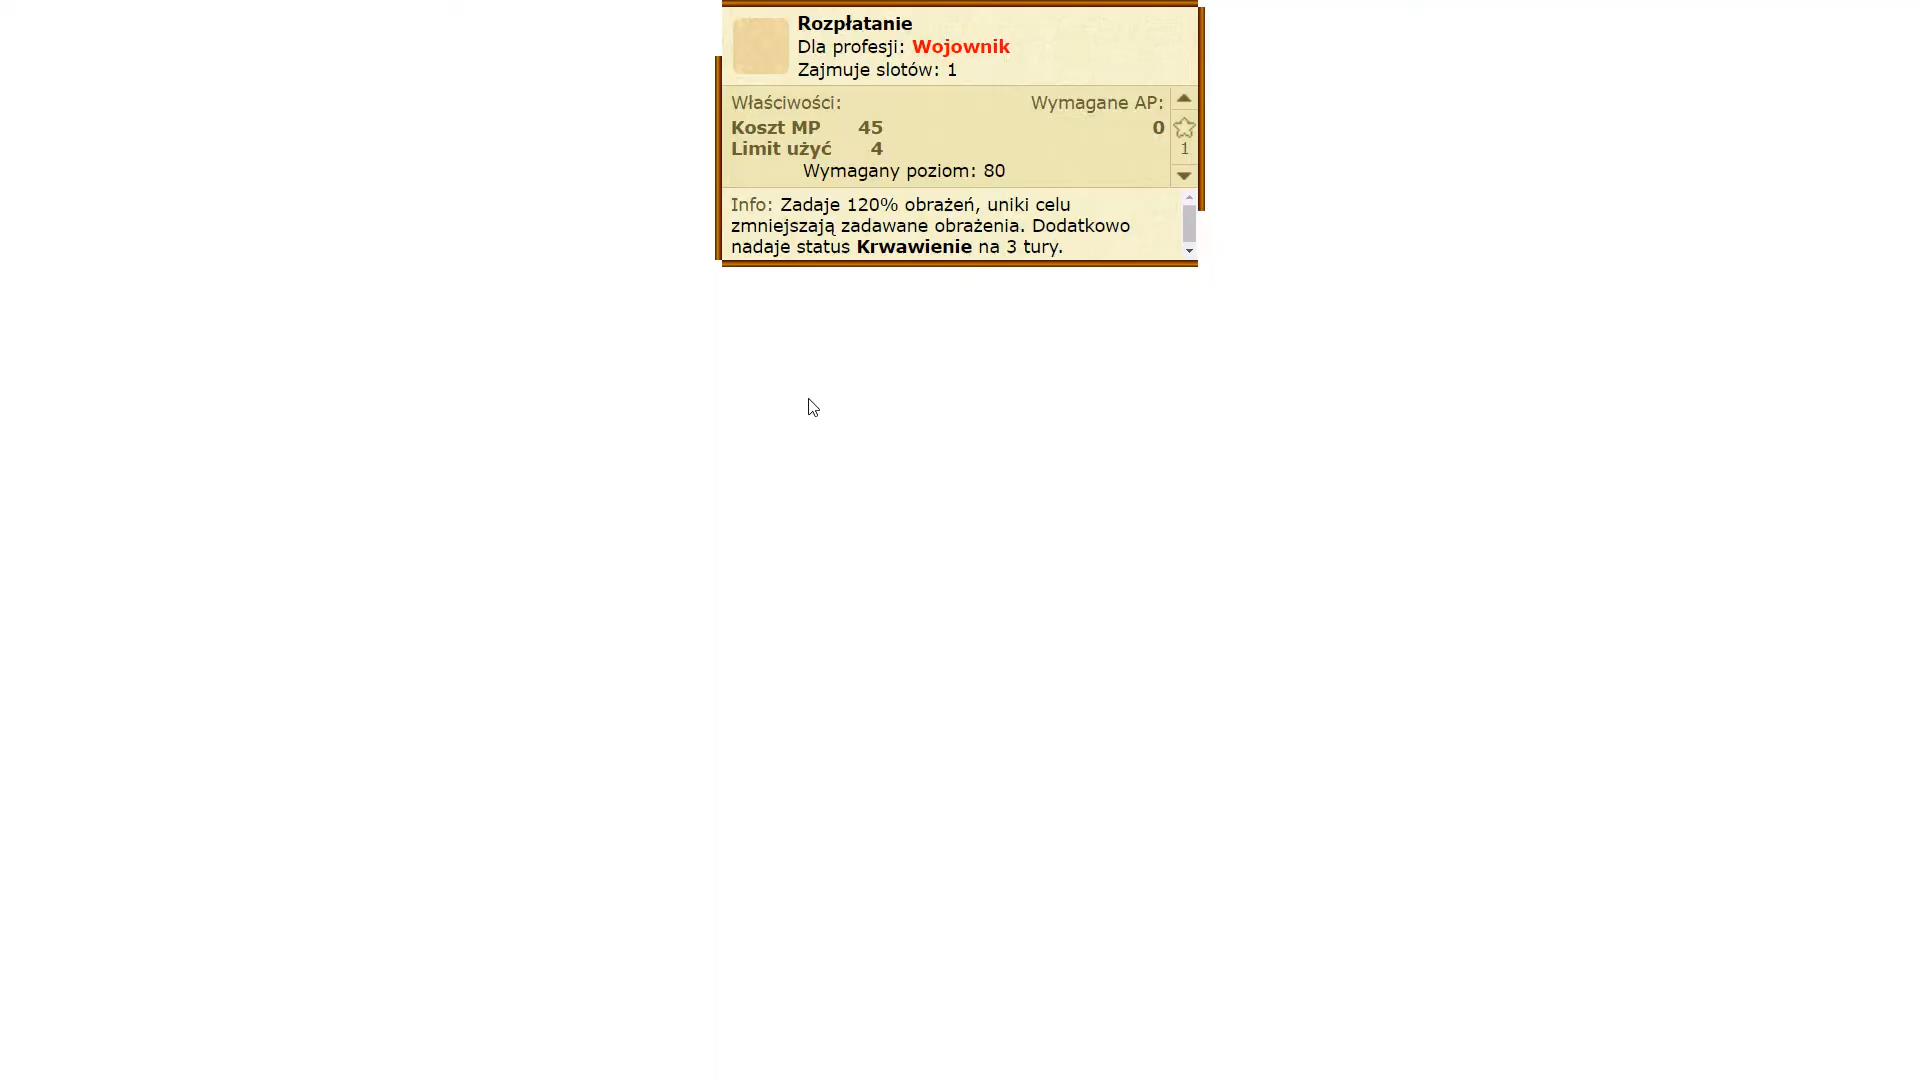 Rozpłatanie
Dla profesji: Wojownik
Zajmuje slotów: 1
Właściwości: Wymagane AP:
Koszt MP 45 0
Limit użyć 4 1
Wymagany poziom: 80
Info: Zadaje 120% obrażeń, uniki celu
zmniejszają zadawane obrażenia. Dodatkowo
nadaje status Krwawienie na 3 tury.